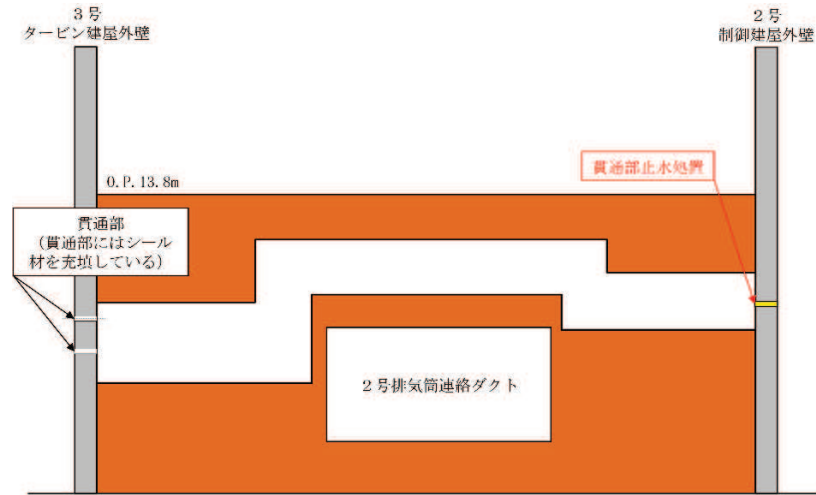 3号
タービン建屋外壁
2号
制御建屋外壁
貫通部止水処置
O.P.13.8m
貫通部
(貫通部にはシール
材を充填している)
2号排気筒連絡ダクト